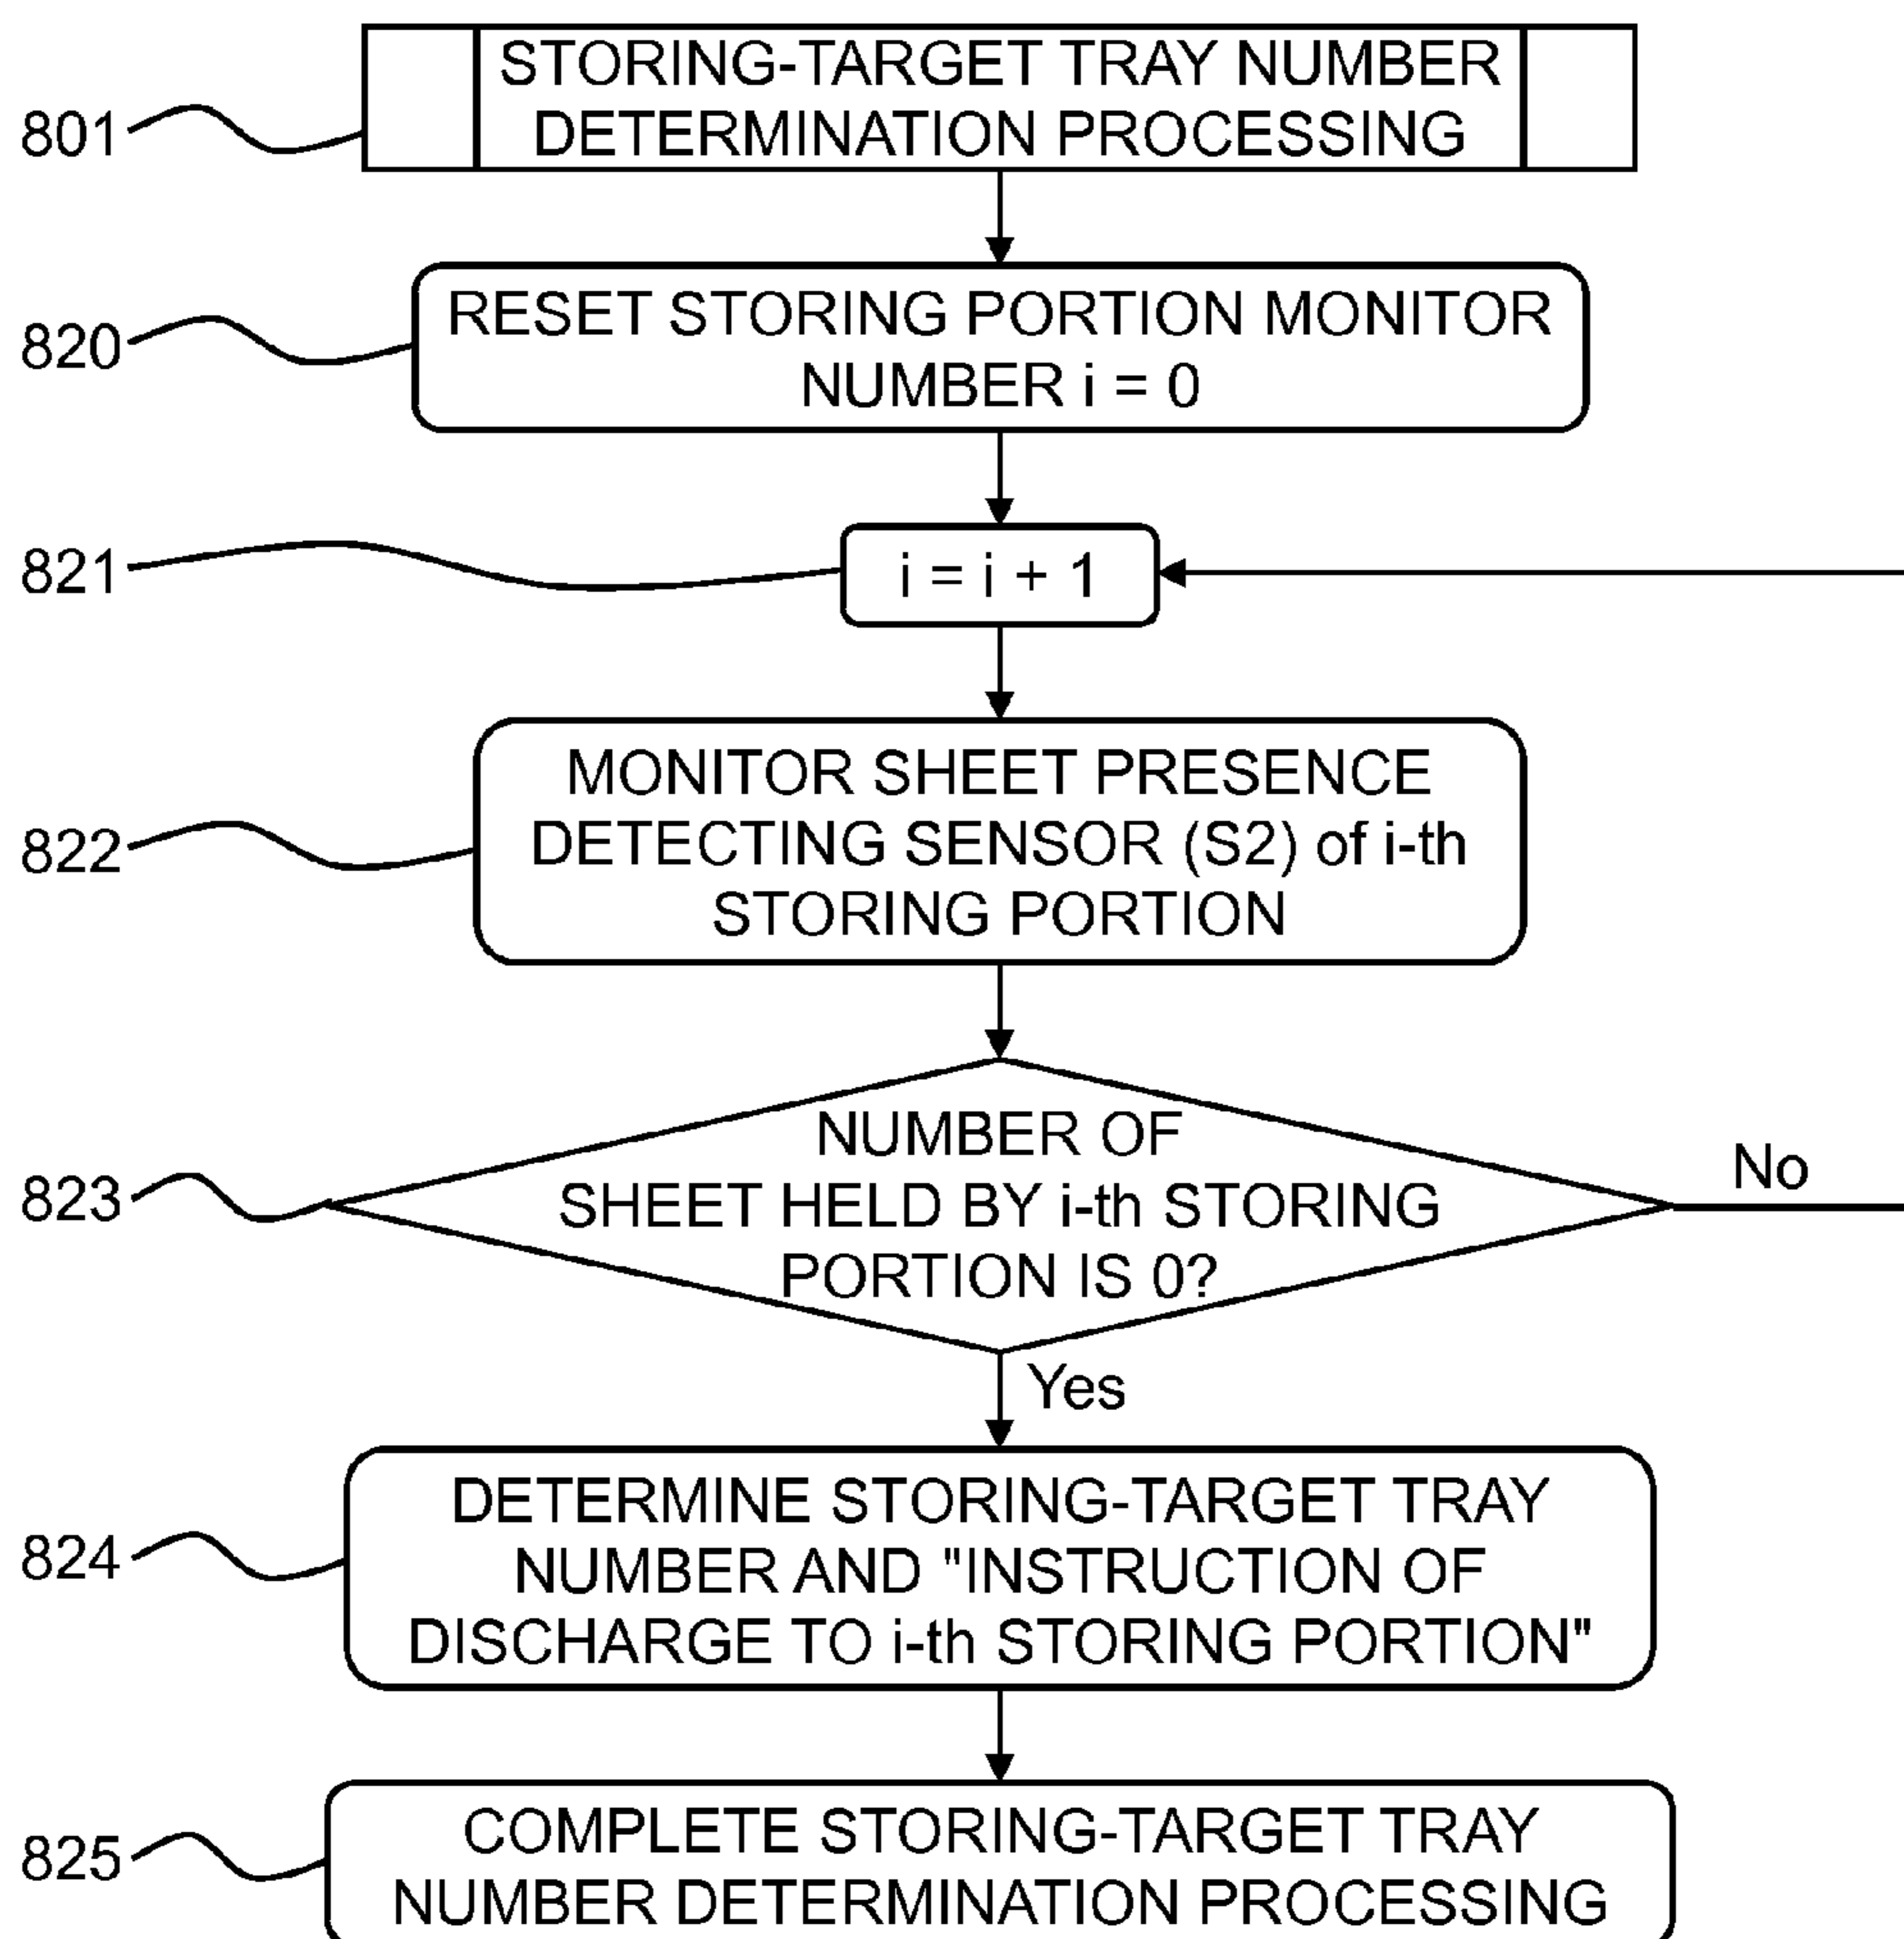 STORING-TARGET TRAY NUMBER
DETERMINATION PROCESSING
801
RESET STORING PORTION MONITOR
NUMBER i = 0
820
821
i = i + 1
MONITOR SHEET PRESENCE
DETECTING SENSOR (S2) of i-th
STORING PORTION
822
NUMBER OF
SHEET HELD BY i-th STORING
PORTION IS 0?
823
No
Yes
DETERMINE STORING-TARGET TRAY
NUMBER AND "INSTRUCTION OF
DISCHARGE TO i-th STORING PORTION"
824
COMPLETE STORING-TARGET TRAY
NUMBER DETERMINATION PROCESSING
825